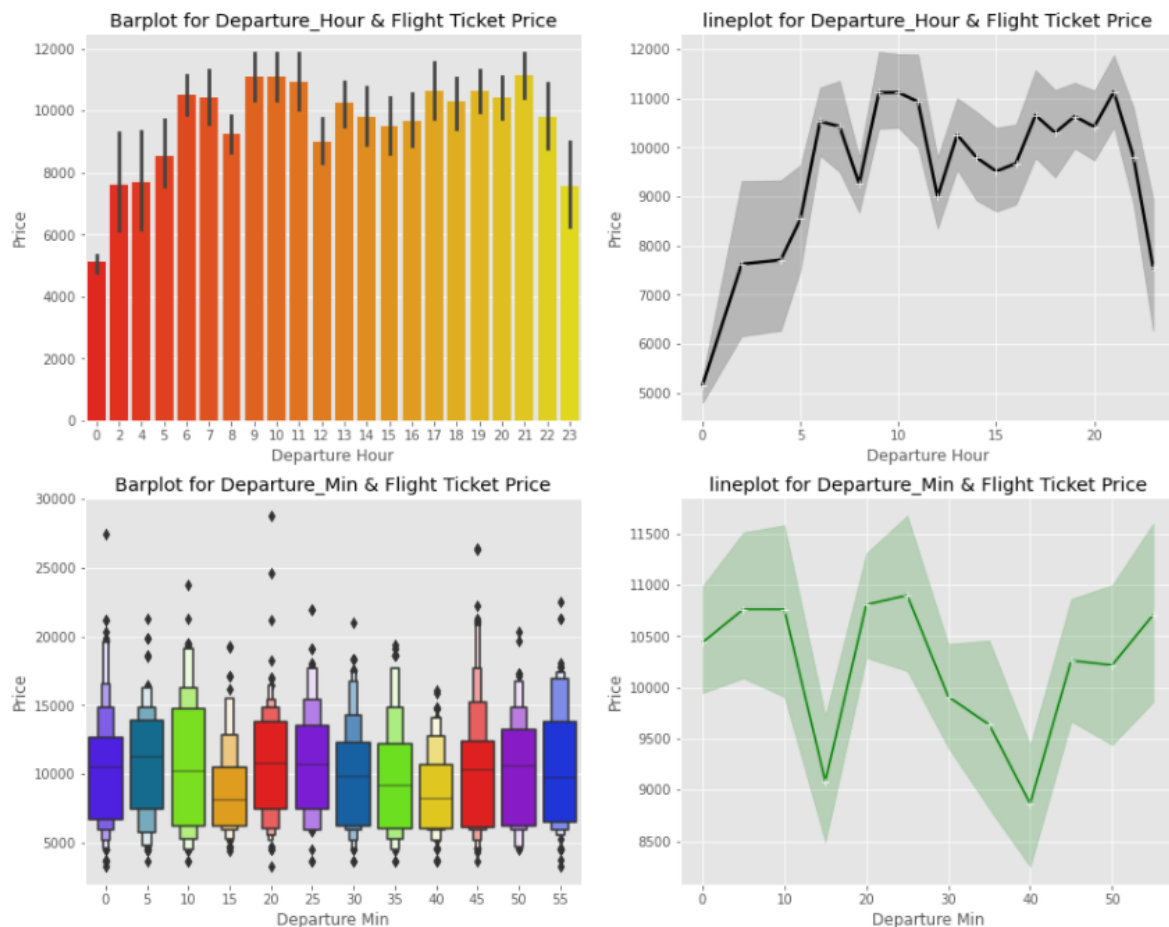 Barplot for Departure_Hour & Flight Ticket Price
12000
10000
8000
6000
4000
2000
0
Price
0 2 4 5 6 7 8 9 10 11 12 13 14 15 16 17 18 19 20 21 22 23
Departure Hour
lineplot for Departure_Hour & Flight Ticket Price
12000
11000
10000
9000
8000
7000
6000
5000
Price
0 5 10 15 20
Departure Hour
Barplot for Departure_Min & Flight Ticket Price
30000
25000
20000
15000
10000
5000
Price
0 5 10 15 20 25 30 35 40 45 50 55
Departure Min
lineplot for Departure_Min & Flight Ticket Price
11500
11000
10500
10000
9500
9000
8500
Price
0 10 20 30 40 50
Departure Min